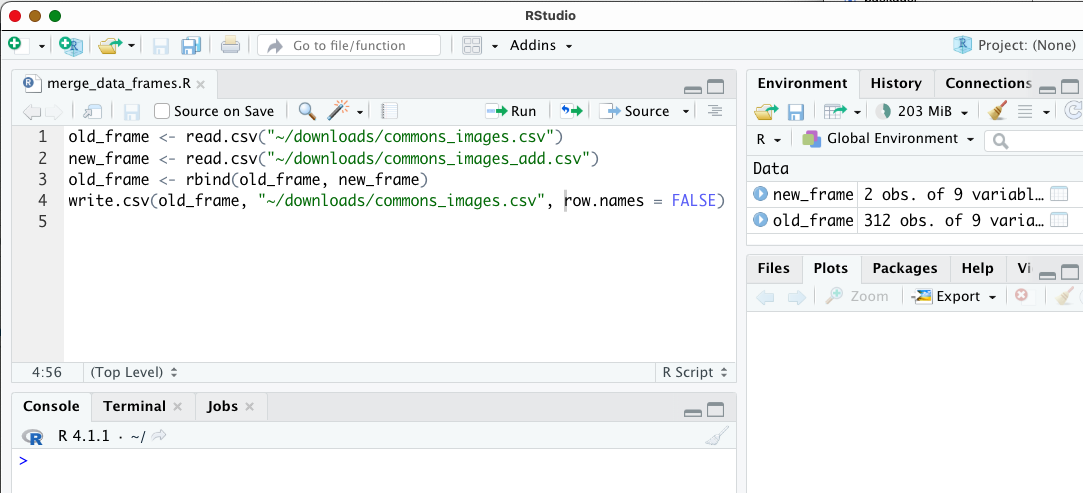 RStudio
Go to file/function
Addins
Project: (None)
merge_data_frames.R
Source on Save
Run
Source
1 old_frame <- read.csv("~/downloads/commons_images.csv")
2 new_frame <- read.csv("~/downloads/commons_images_add.csv")
3 old_frame <- rbind(old_frame, new_frame)
4 write.csv(old_frame, "~/downloads/commons_images.csv", row.names = FALSE)
5
4:56 (Top Level) R Script
Console Terminal Jobs
R 4.1.1 · ~/
>
Environment History Connections
203 MiB
R Global Environment
Data
new_frame 2 obs. of 9 variabl…
old_frame 312 obs. of 9 varia…
Files Plots Packages Help Vi
Zoom Export